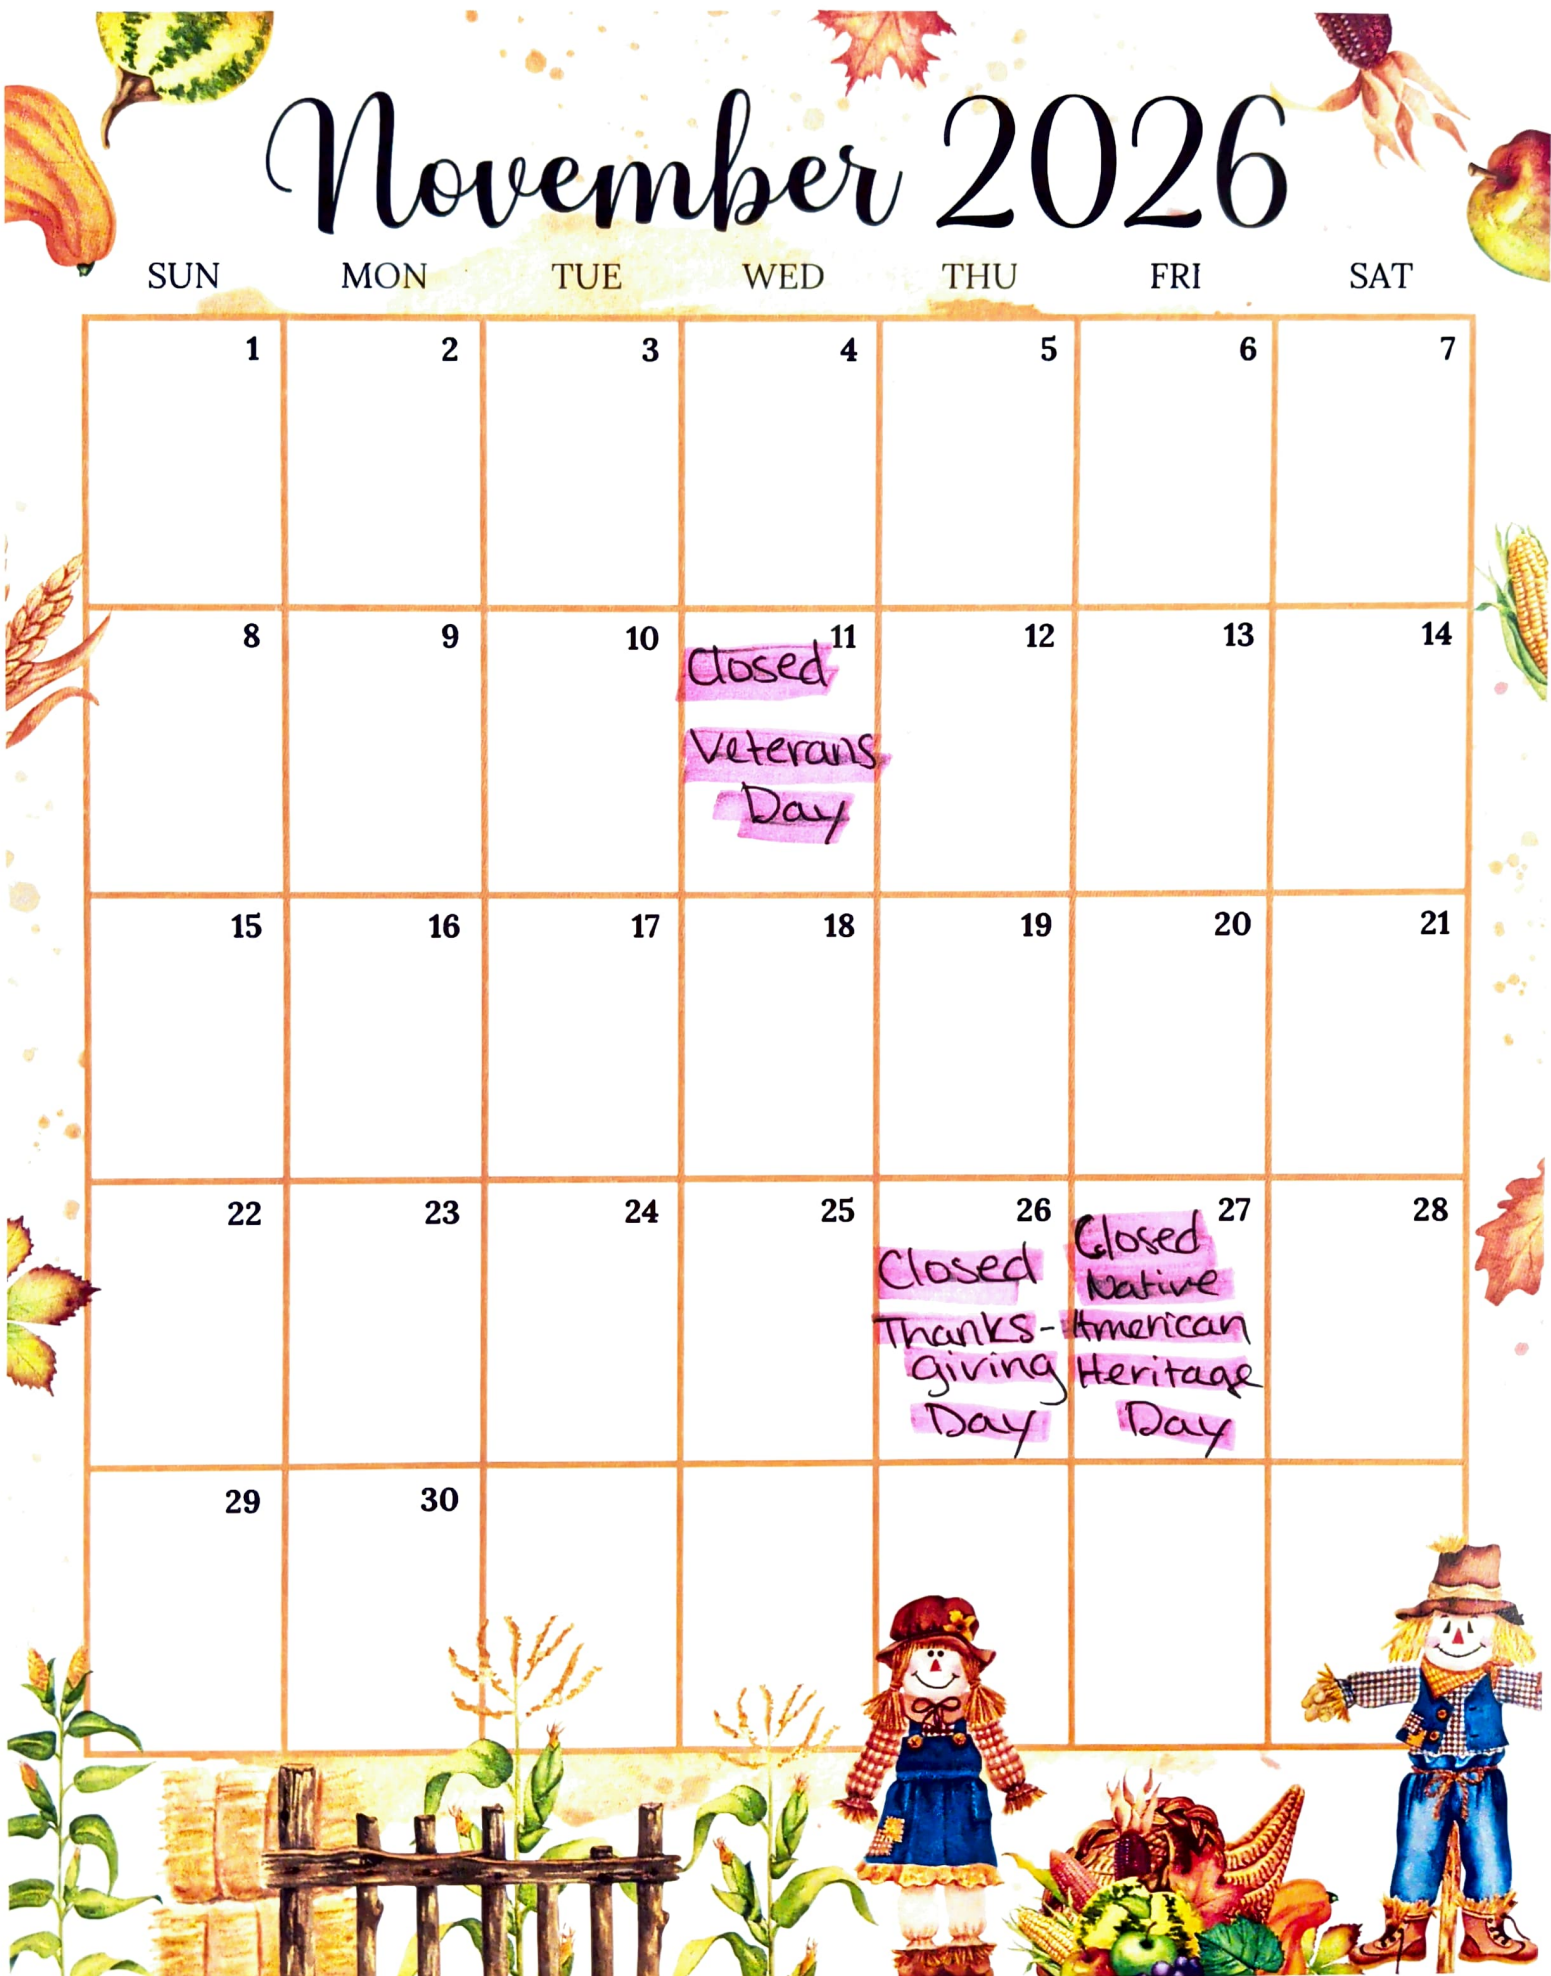 November 2026
SUN MON TUE WED THU FRI SAT
1 2 3 4 5 6 7
8 9 10 11 12 13 14
Closed
Veterans
Day
15 16 17 18 19 20 21
22 23 24 25 26 27 28
Closed
Thanks-
giving
Day
Closed
Native
American
Heritage
Day
29 30